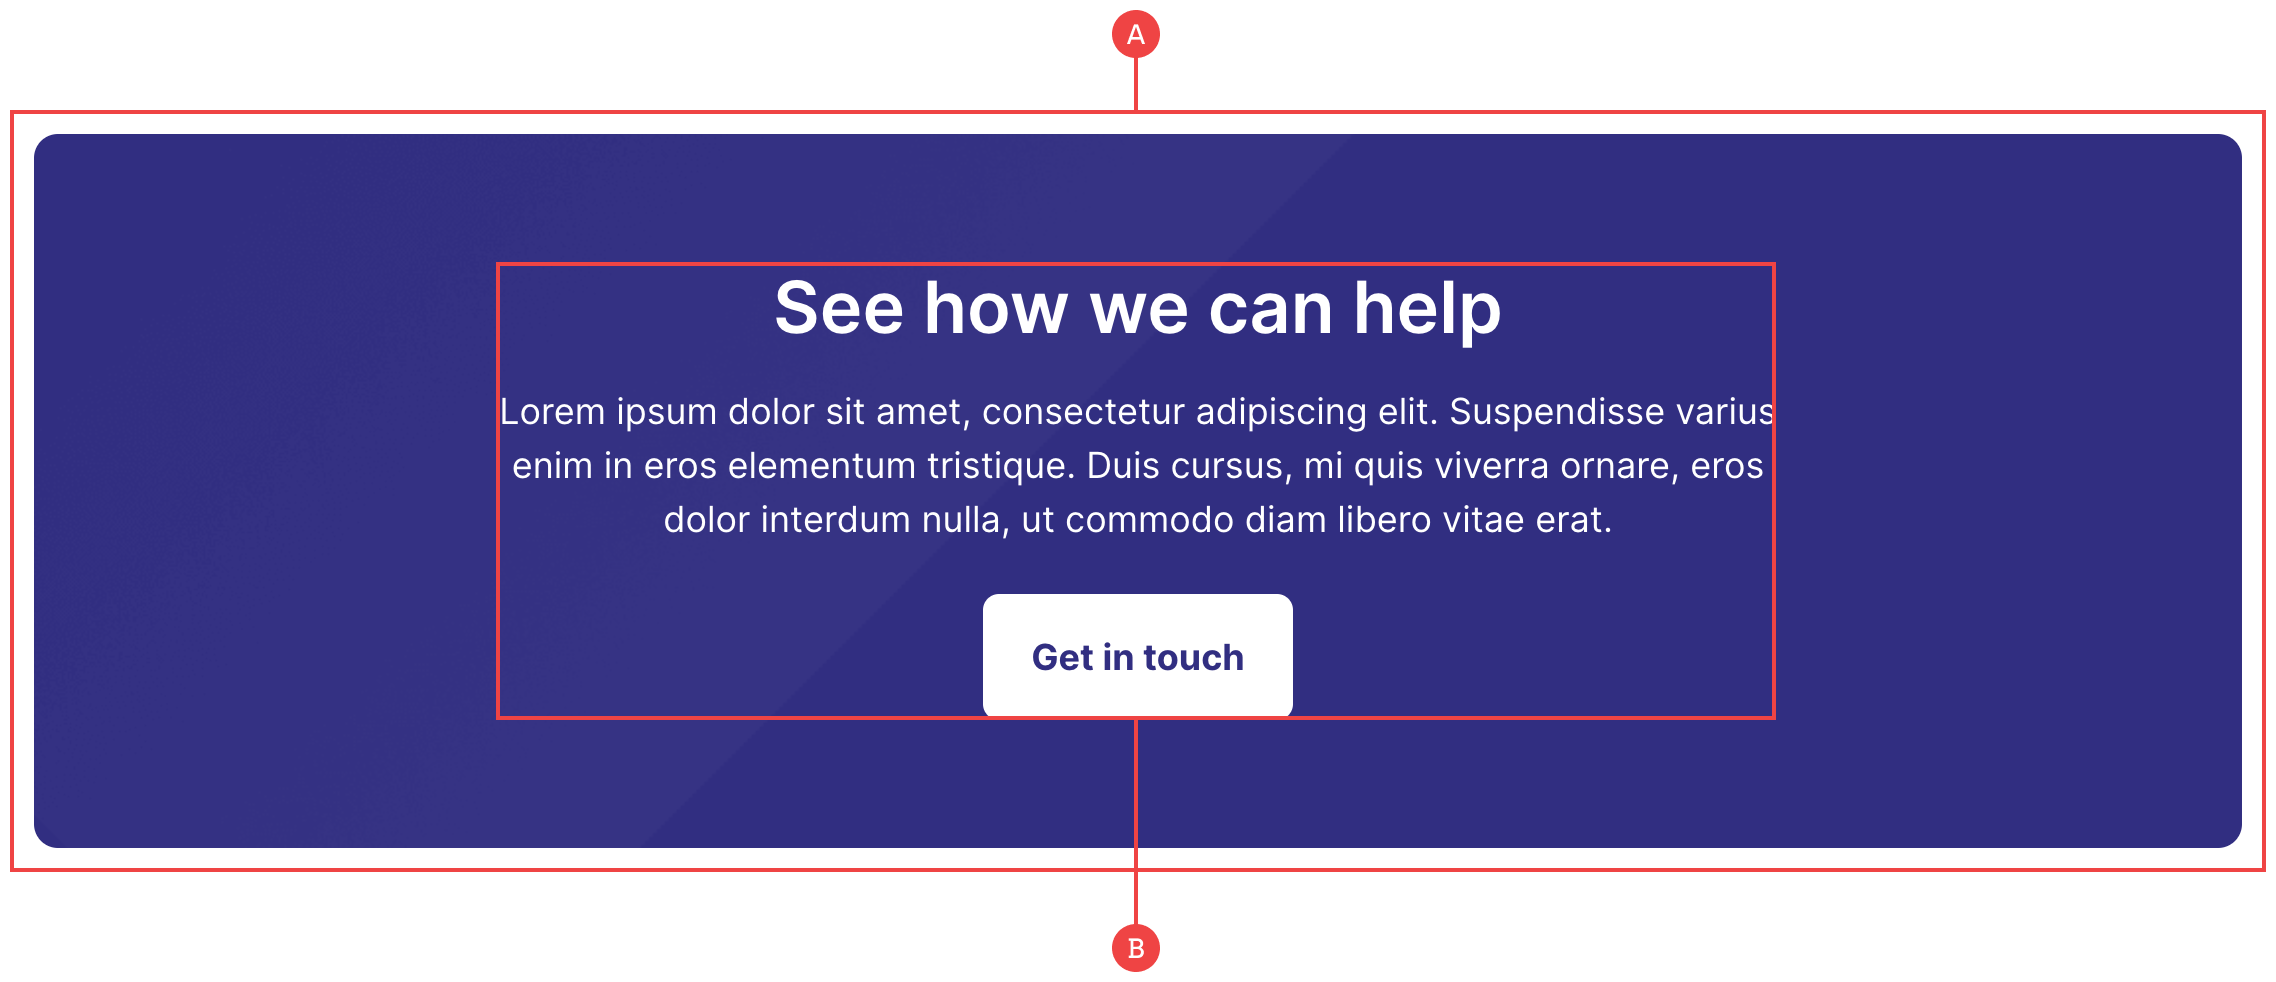 A
See how we can help
Lorem ipsum dolor sit amet, consectetur adipiscing elit. Suspendisse varius
enim in eros elementum tristique. Duis cursus, mi quis viverra ornare, eros
dolor interdum nulla, ut commodo diam libero vitae erat.
Get in touch
B